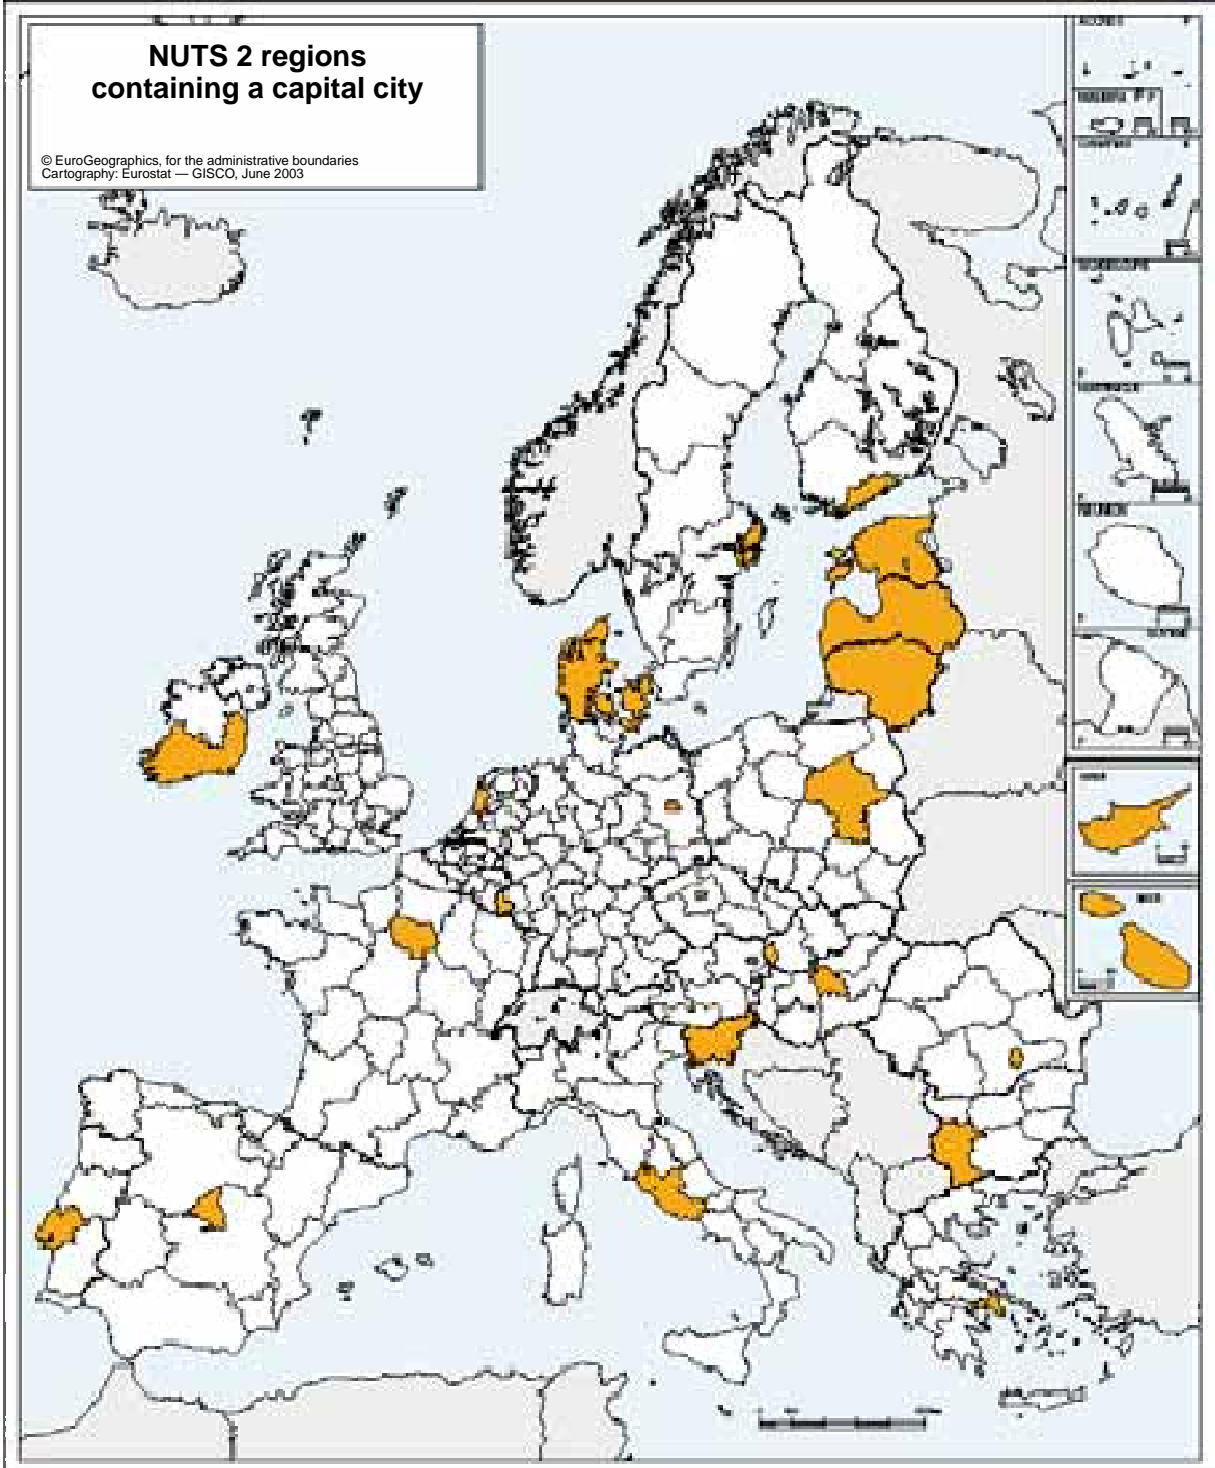 NUTS 2 regions
containing a capital city
© EuroGeographics, for the administrative boundaries
Cartography: Eurostat — GISCO, June 2003